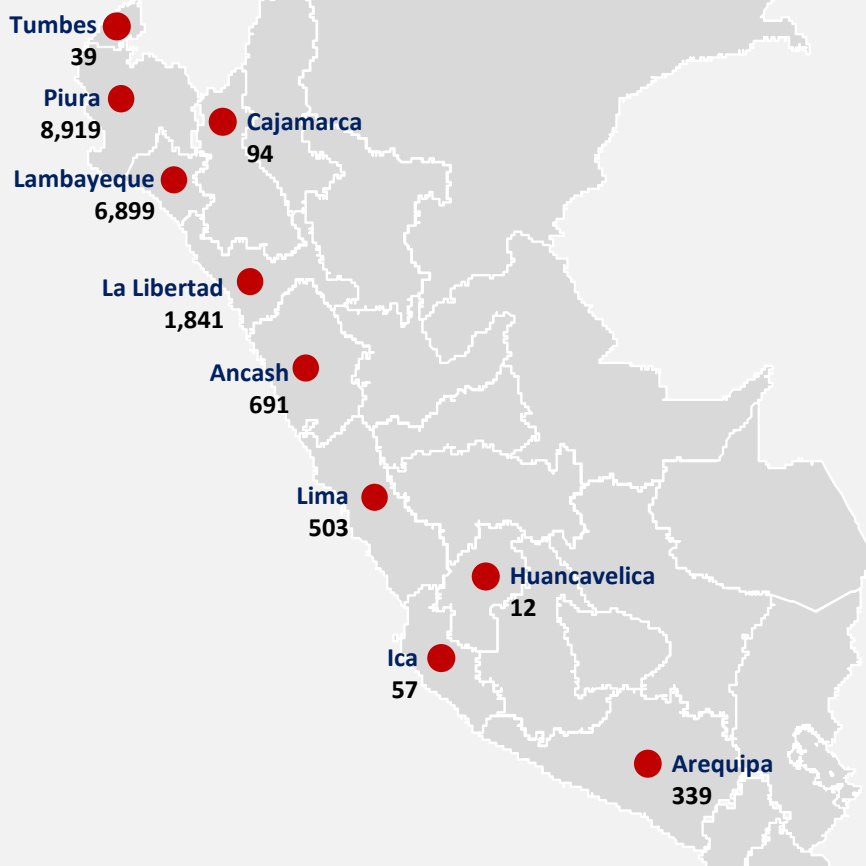 Tumbes
39
Piura
8,919
Cajamarca
94
Lambayeque
6,899
La Libertad
1,841
Ancash
691
Lima
503
Huancavelica
12
Ica
57
Arequipa
339